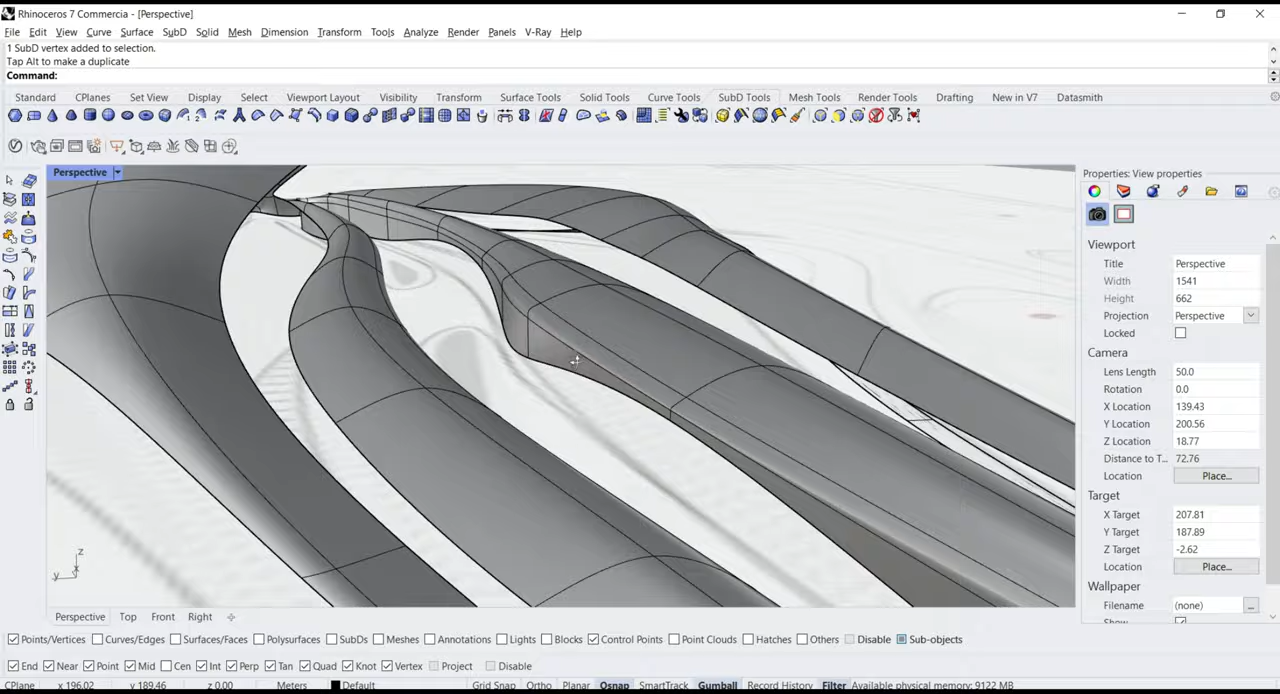 Rhinoceros 7 Commercia - [Perspective]
File Edit View Curve Surface SubD Solid Mesh Dimension Transform Tools Analyze Render Panels V-Ray Help
1 SubD vertex added to selection.
Tap Alt to make a duplicate
Command:
Standard CPlanes Set View Display Select Viewport Layout Visibility Transform Surface Tools Solid Tools Curve Tools SubD Tools Mesh Tools Render Tools Drafting New in V7 Datasmith
Perspective
Properties: View properties
Viewport
Title Perspective
Width 1541
Height 662
Projection Perspective
Locked
Camera
Lens Length 50.0
Rotation 0.0
X Location 139.43
Y Location 200.56
Z Location 18.77
Distance to T... 72.76
Location Place...
Target
X Target 207.81
Y Target 187.89
Z Target -2.62
Location Place...
Wallpaper
Filename (none) ...
Show
z
y x
Perspective Top Front Right
Points/Vertices Curves/Edges Surfaces/Faces Polysurfaces SubDs Meshes Annotations Lights Blocks Control Points Point Clouds Hatches Others Disable Sub-objects
End Near Point Mid Cen Int Perp Tan Quad Knot Vertex Project Disable
CPlane x 196.02 y 189.46 z 0.00 Meters Default Grid Snap Ortho Planar Osnap SmartTrack Gumball Record History Filter Available physical memory: 9122 MB